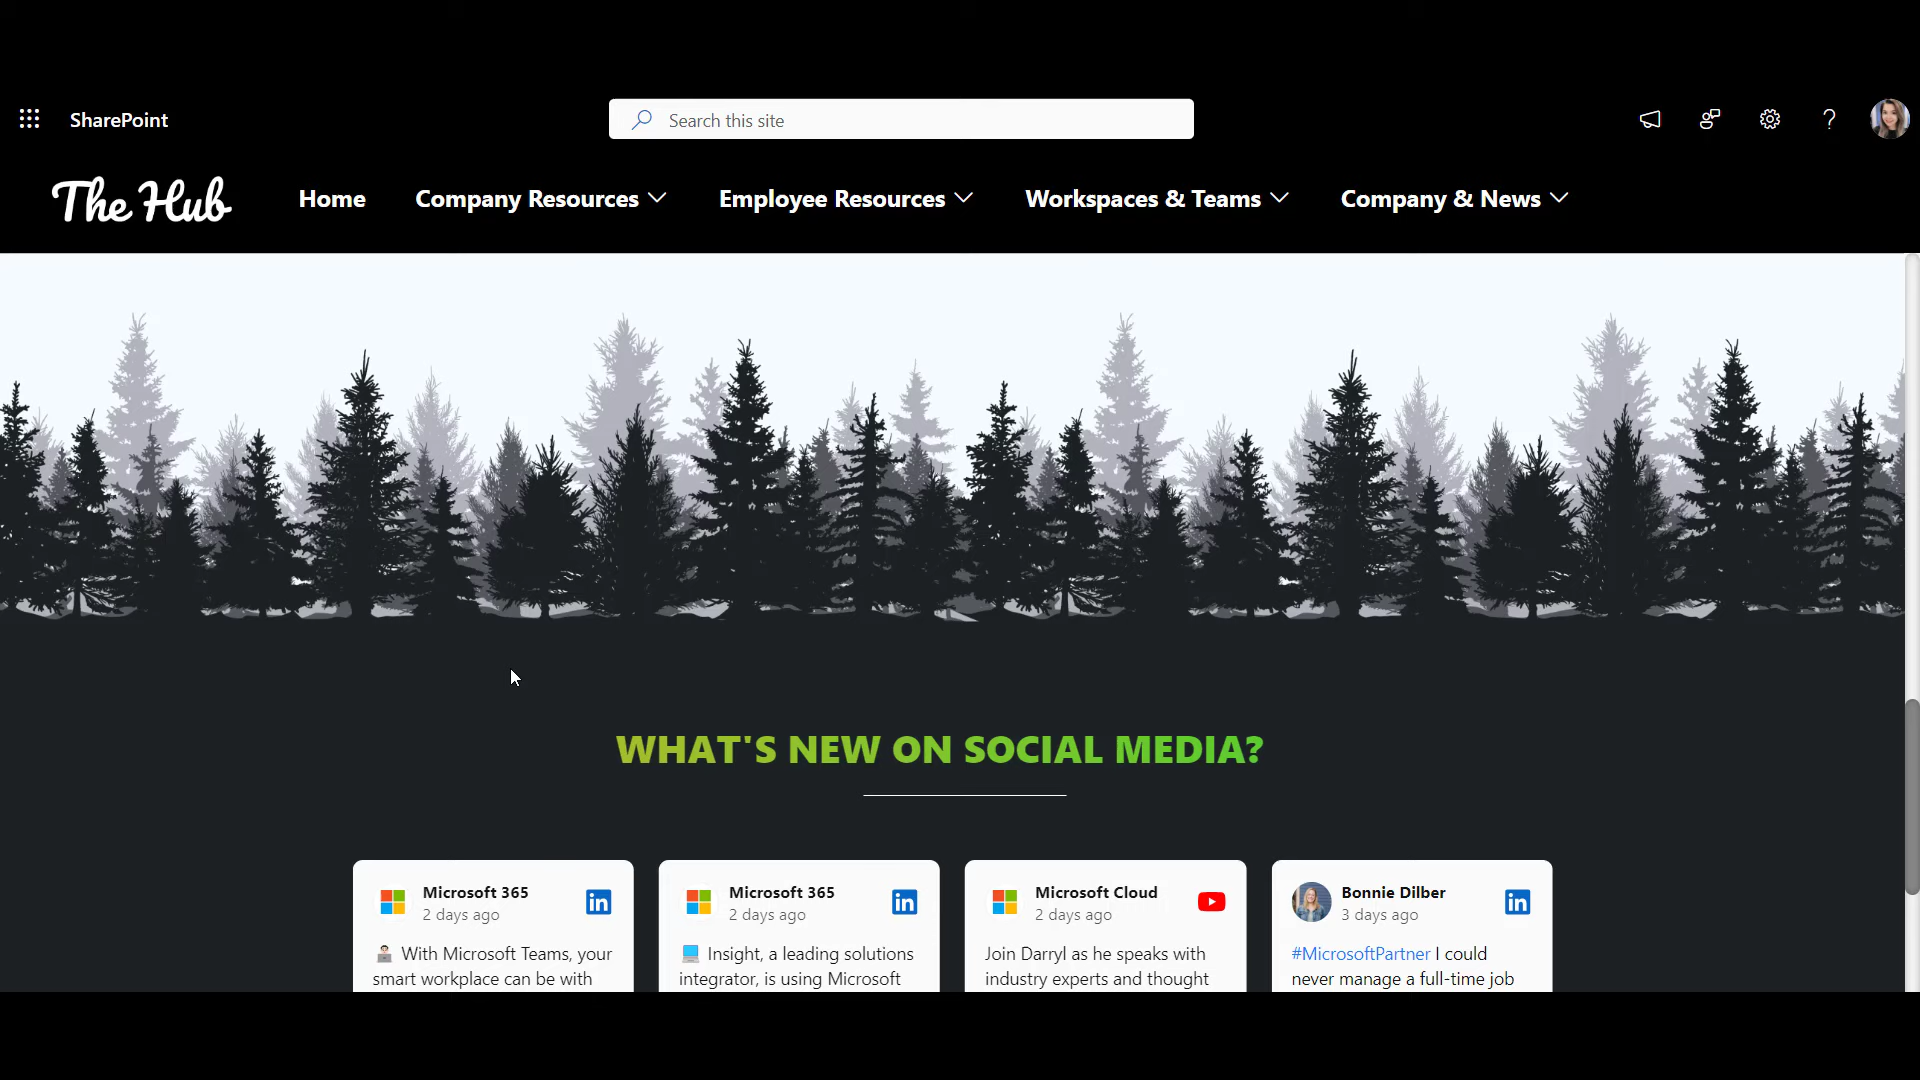 SharePoint
Search this site
The Hub
Home
Company Resources
Employee Resources
Workspaces & Teams
Company & News
WHAT'S NEW ON SOCIAL MEDIA?
Microsoft 365
2 days ago
in
With Microsoft Teams, your
smart workplace can be with
Microsoft 365
2 days ago
in
Insight, a leading solutions
integrator, is using Microsoft
Microsoft Cloud
2 days ago
Join Darryl as he speaks with
industry experts and thought
Bonnie Dilber
3 days ago
in
#MicrosoftPartner I could
never manage a full-time job